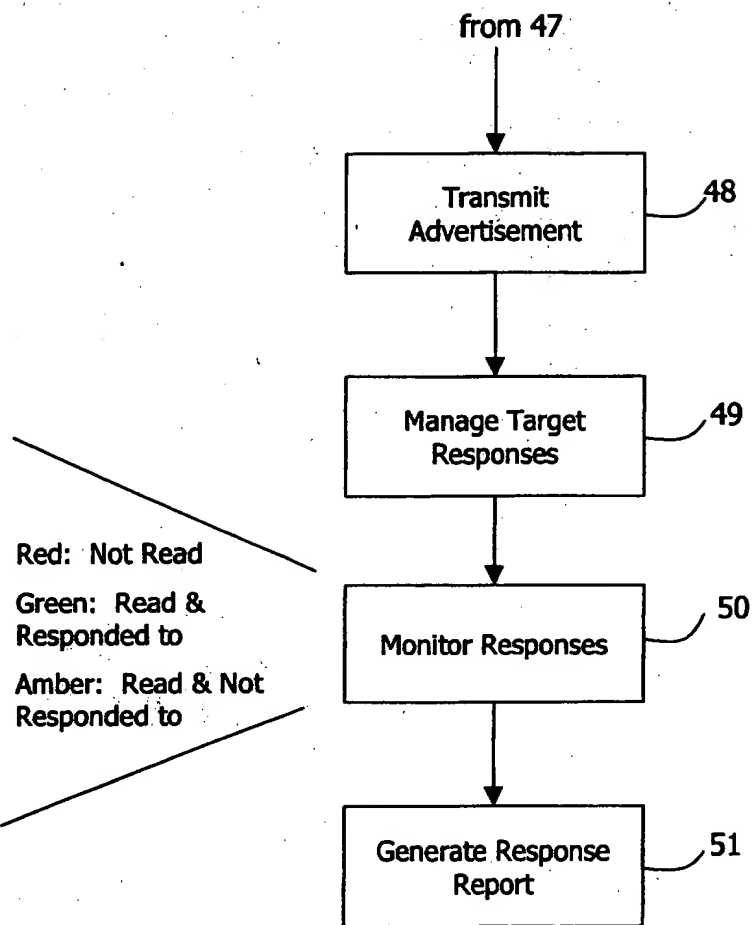 from 47
Transmit
Advertisement
48
Manage Target
Responses
49
Red: Not Read
Green: Read &
Responded to
Amber: Read & Not
Responded to
Monitor Responses
50
Generate Response
Report
51